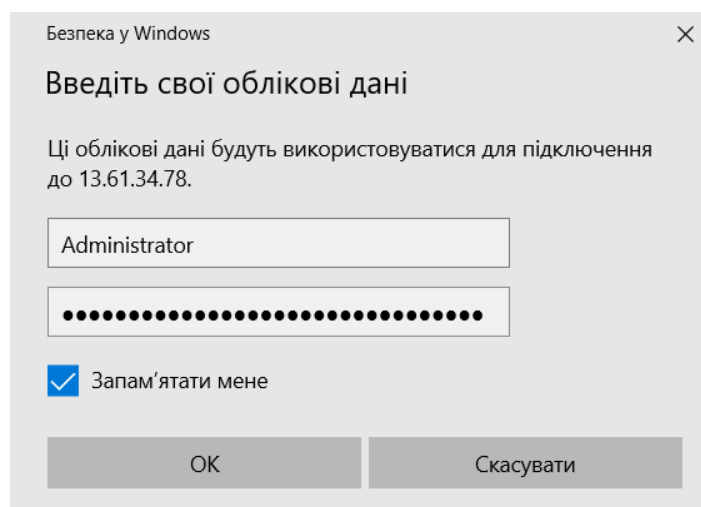 Безпека у Windows
Введіть свої облікові дані
Ці облікові дані будуть використовуватися для підключення
до 13.61.34.78.
Administrator
●●●●●●●●●●●●●●●●●●●●●●●●●●●●●●●●
Запам’ятати мене
ОК
Скасувати